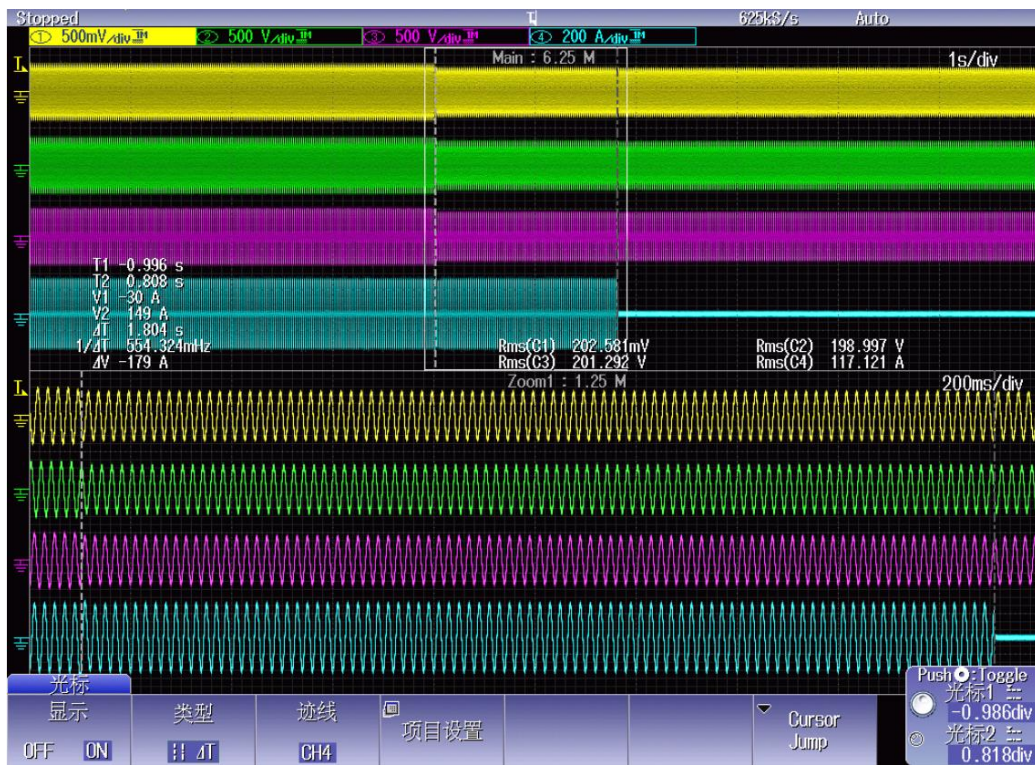 Stopped 625kS/s Auto
1 500mV/div 1M 2 500 V/div 1M 3 500 V/div 1M 4 200 A/div 1M
Main : 6.25 M 1s/div
T1 -0.996 s
T2 0.808 s
V1 -30 A
V2 149 A
ΔT 1.804 s
1/ΔT 554.324mHz
ΔV -179 A
Rms(C1) 202.581mV Rms(C2) 198.997 V
Rms(C3) 201.292 V Rms(C4) 117.121 A
Zoom1 : 1.25 M 200ms/div
光标
显示 类型 迹线 项目设置
OFF ON ΔT CH4
Cursor
Jump
Push :Toggle
光标1
-0.986div
光标2
0.818div